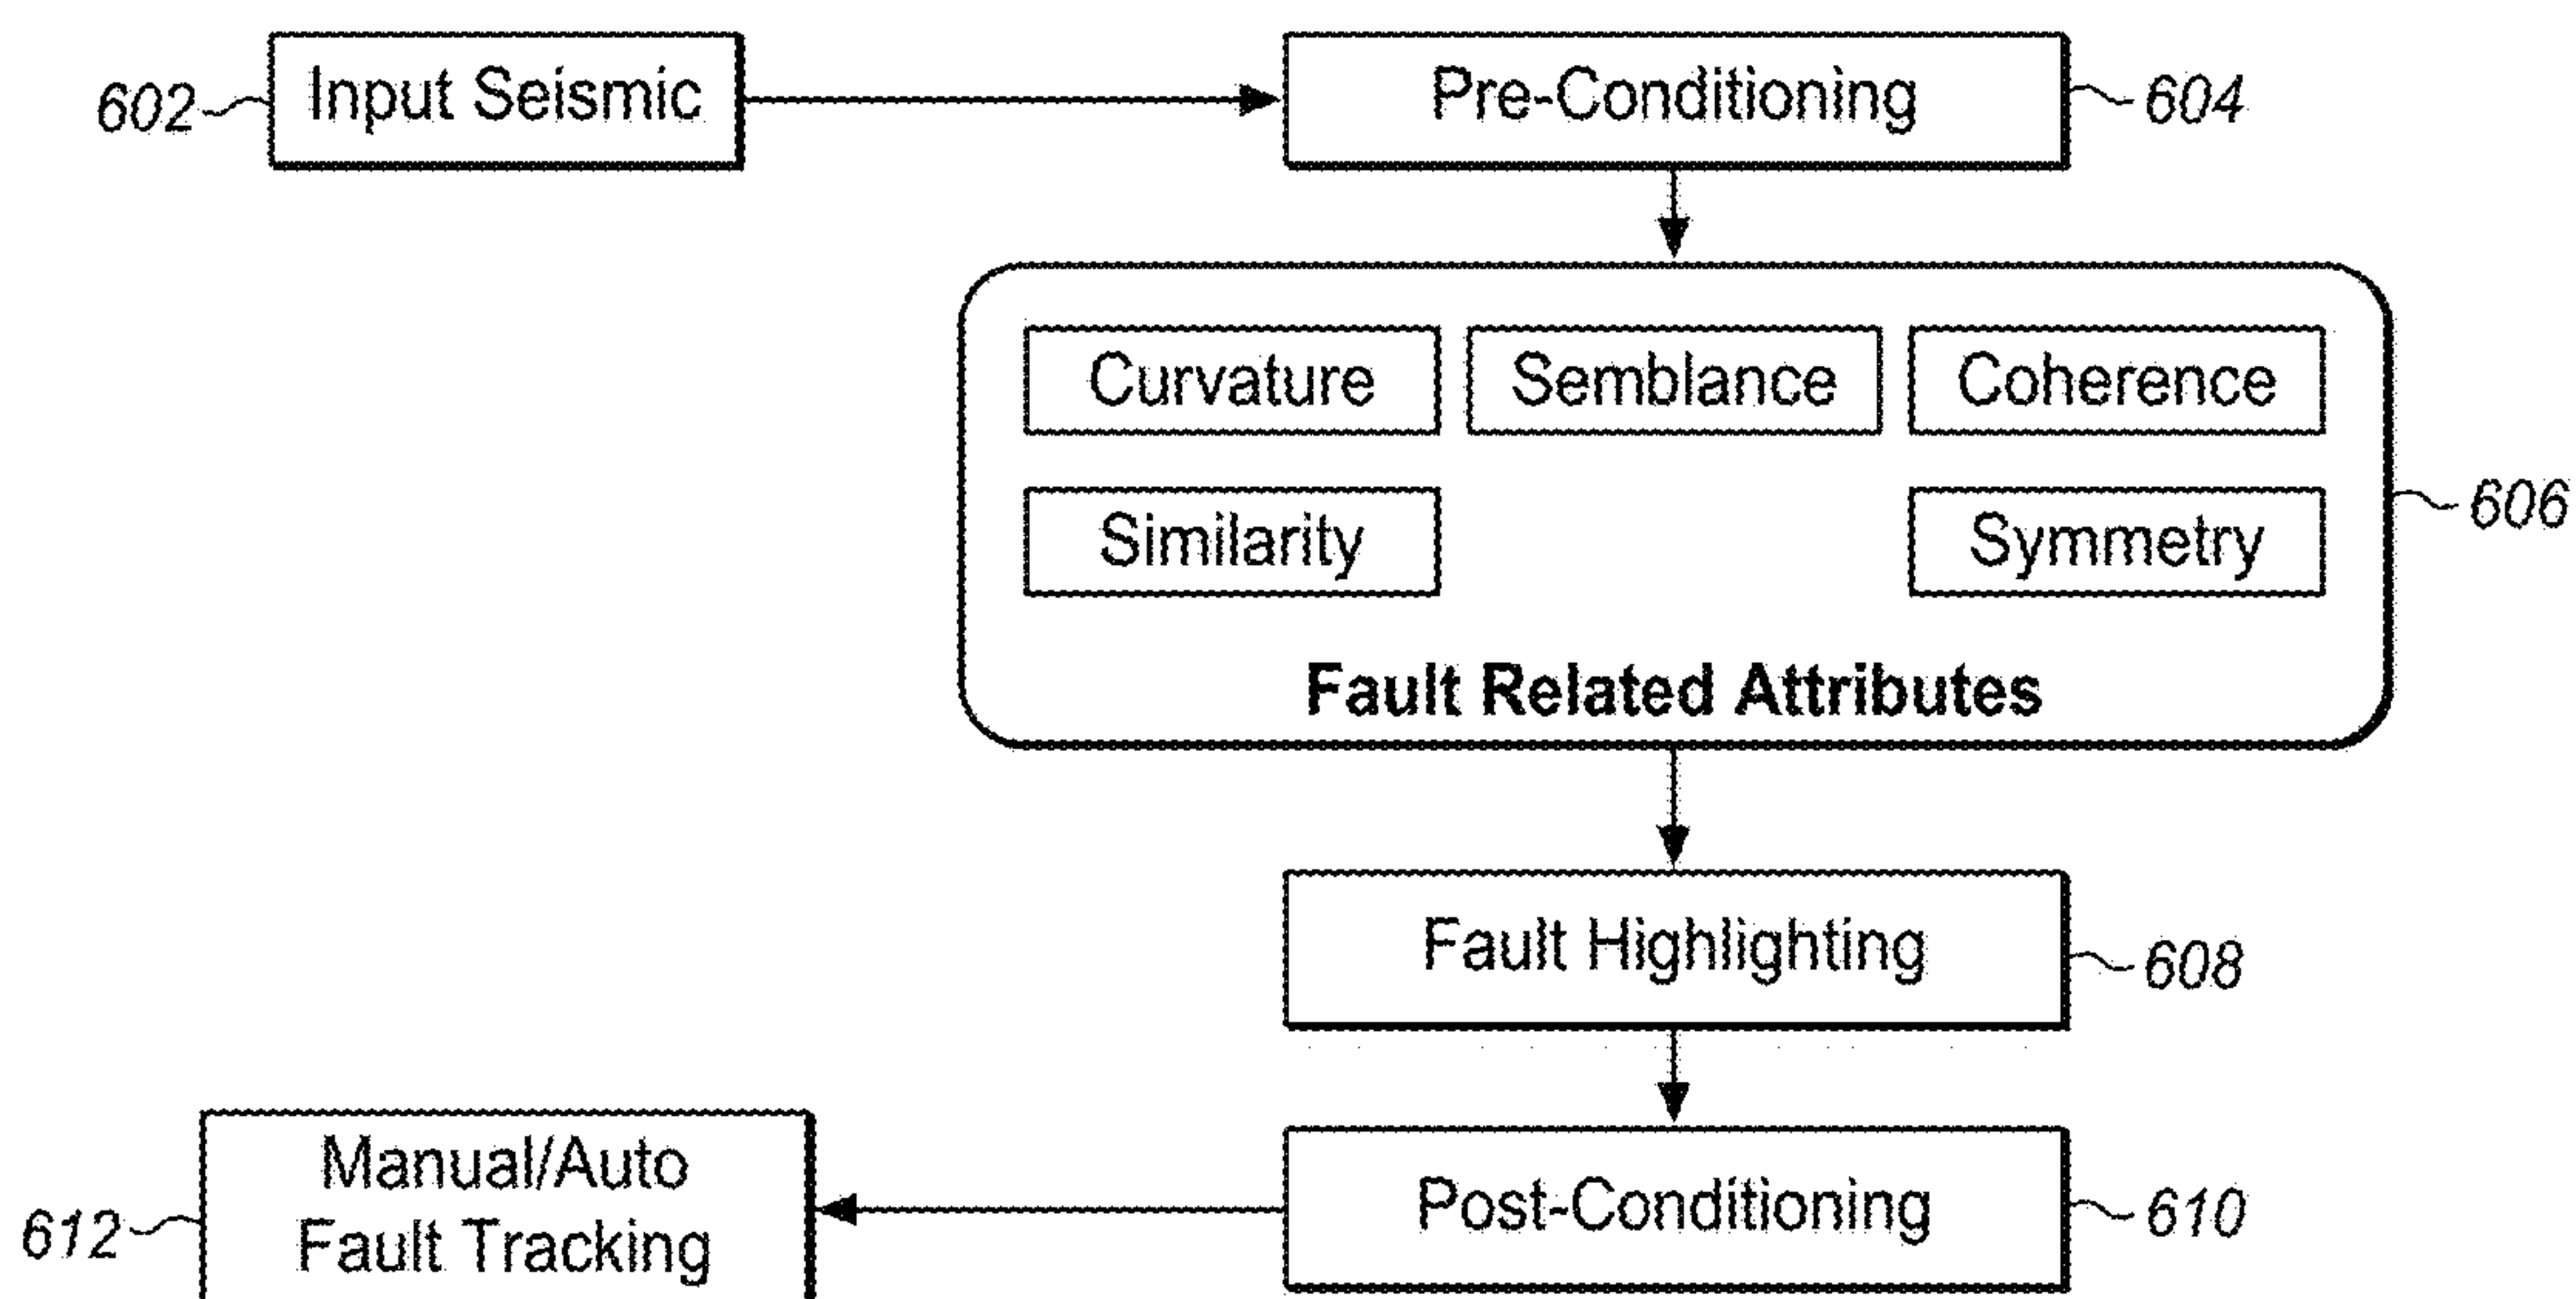 602
Input Seismic
Pre-Conditioning
604
Curvature
Semblance
Coherence
Similarity
Symmetry
606
Fault Related Attributes
Fault Highlighting
608
612
Manual/Auto
Fault Tracking
Post-Conditioning
610